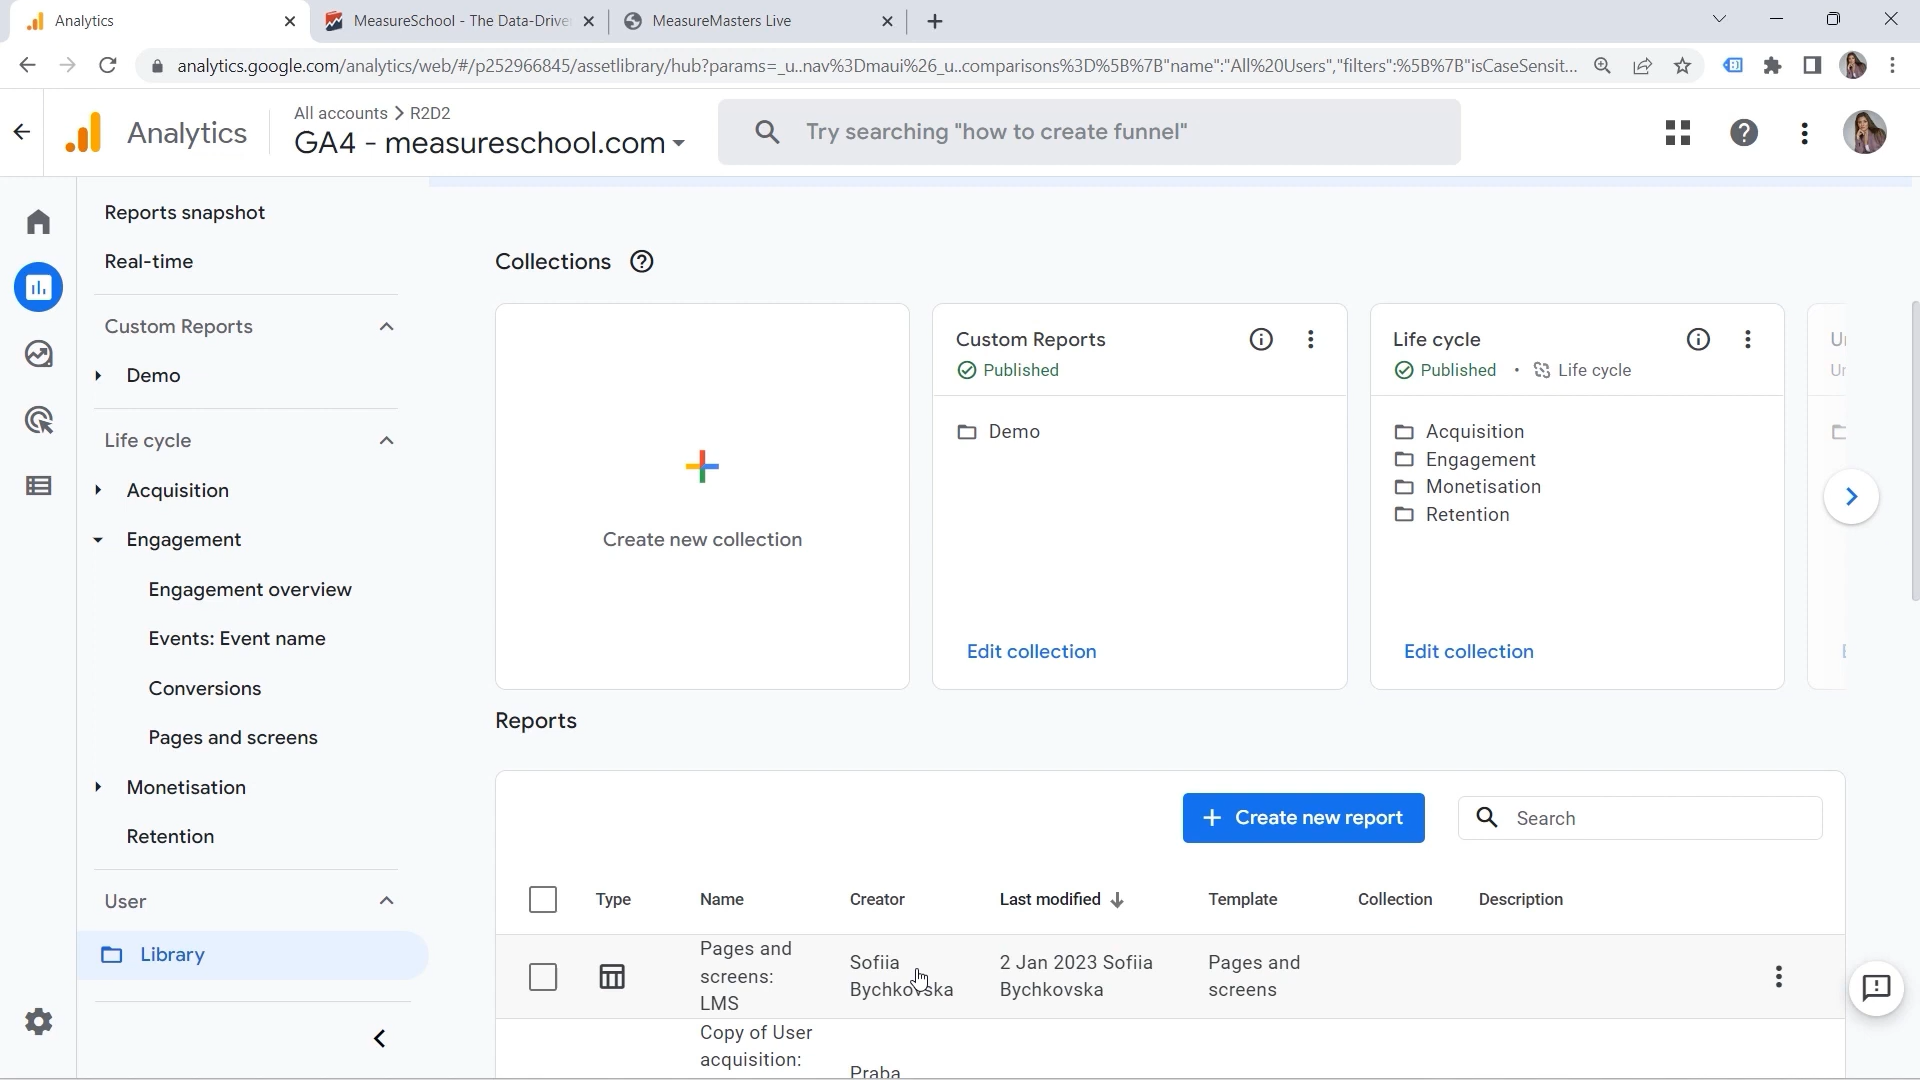 Analytics
MeasureSchool - The Data-Drive
MeasureMasters Live
analytics.google.com/analytics/web/#/p252966845/assetlibrary/hub?params=_u..nav%3Dmaui%26_u..comparisons%3D%5B%7B"name":"All%20Users","filters":%5B%7B"isCaseSensit...
Analytics
All accounts > R2D2
GA4 - measureschool.com
Try searching "how to create funnel"
Reports snapshot
Real-time
Custom Reports
Demo
Life cycle
Acquisition
Engagement
Engagement overview
Events: Event name
Conversions
Pages and screens
Monetisation
Retention
User
Library
Collections
Create new collection
Custom Reports
Published
Demo
Edit collection
Life cycle
Published • Life cycle
Acquisition
Engagement
Monetisation
Retention
Edit collection
Reports
+ Create new report
Search
Type Name Creator Last modified Template Collection Description
Pages and
screens:
LMS
Sofiia
Bychkovska
2 Jan 2023 Sofiia
Bychkovska
Pages and
screens
Copy of User
acquisition:
Praba